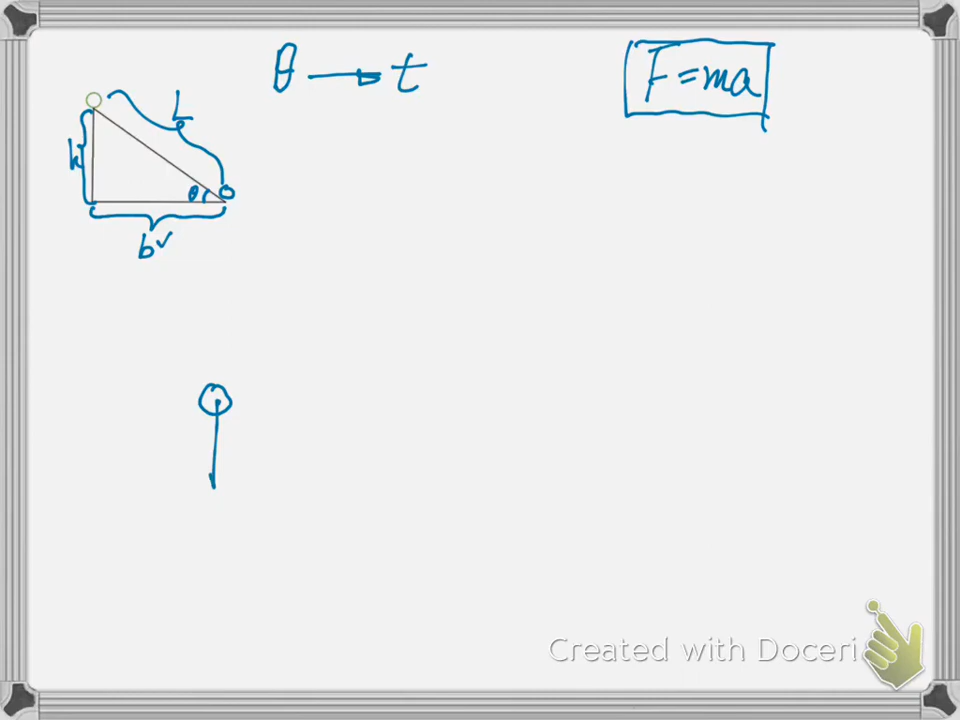 θ → t
F = ma
L
h
θ
b✓
Created with Doceri